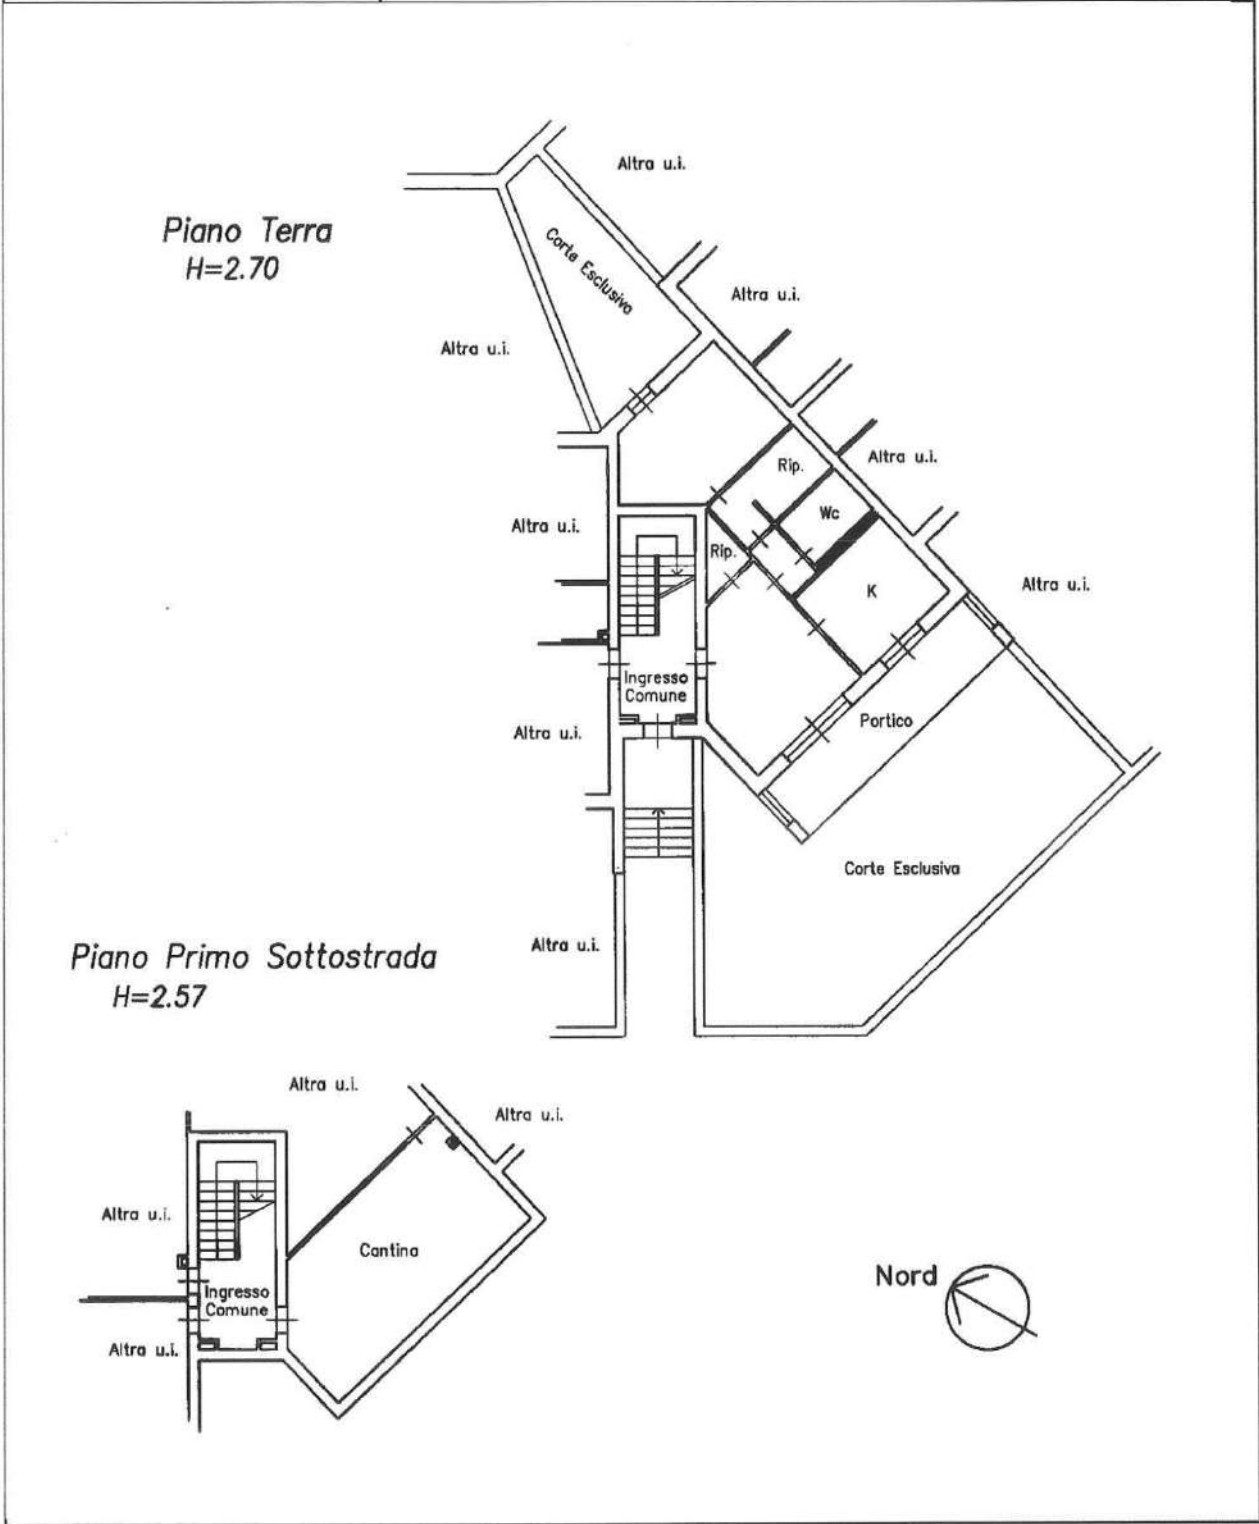 Altra u.i.
Piano Terra
H=2.70
Corte Esclusiva
Altra u.i.
Altra u.i.
Altra u.i.
Rip.
Wc
Altra u.i.
Rip.
Altra u.i.
K
Ingresso
Comune
Portico
Altra u.i.
Corte Esclusiva
Altra u.i.
Piano Primo Sottostrada
H=2.57
Altra u.i.
Altra u.i.
Altra u.i.
Cantina
Ingresso
Comune
Altra u.i.
Nord